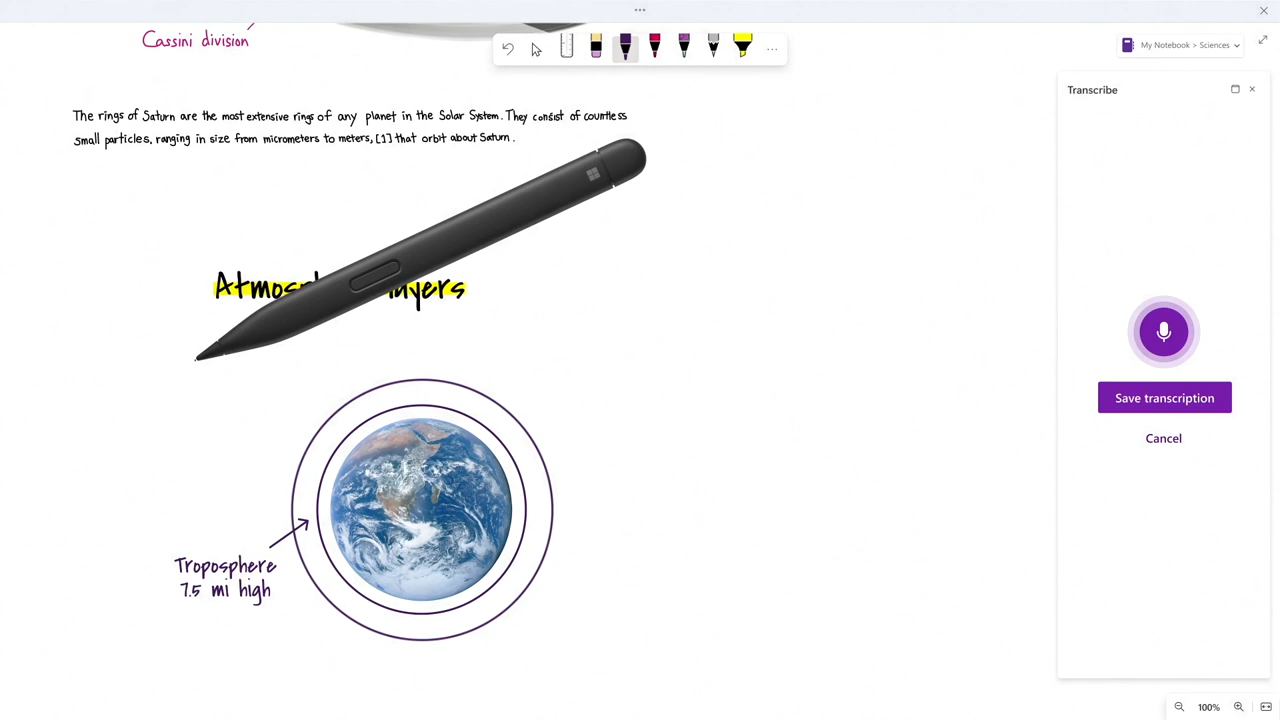 Cassini division
My Notebook > Sciences
Transcribe
The rings of Saturn are the most extensive rings of any planet in the Solar System. They consist of countless
small particles, ranging in size from micrometers to meters, [1] that orbit about Saturn.
layers
Save transcription
Cancel
Troposphere
7.5 mi high
100%